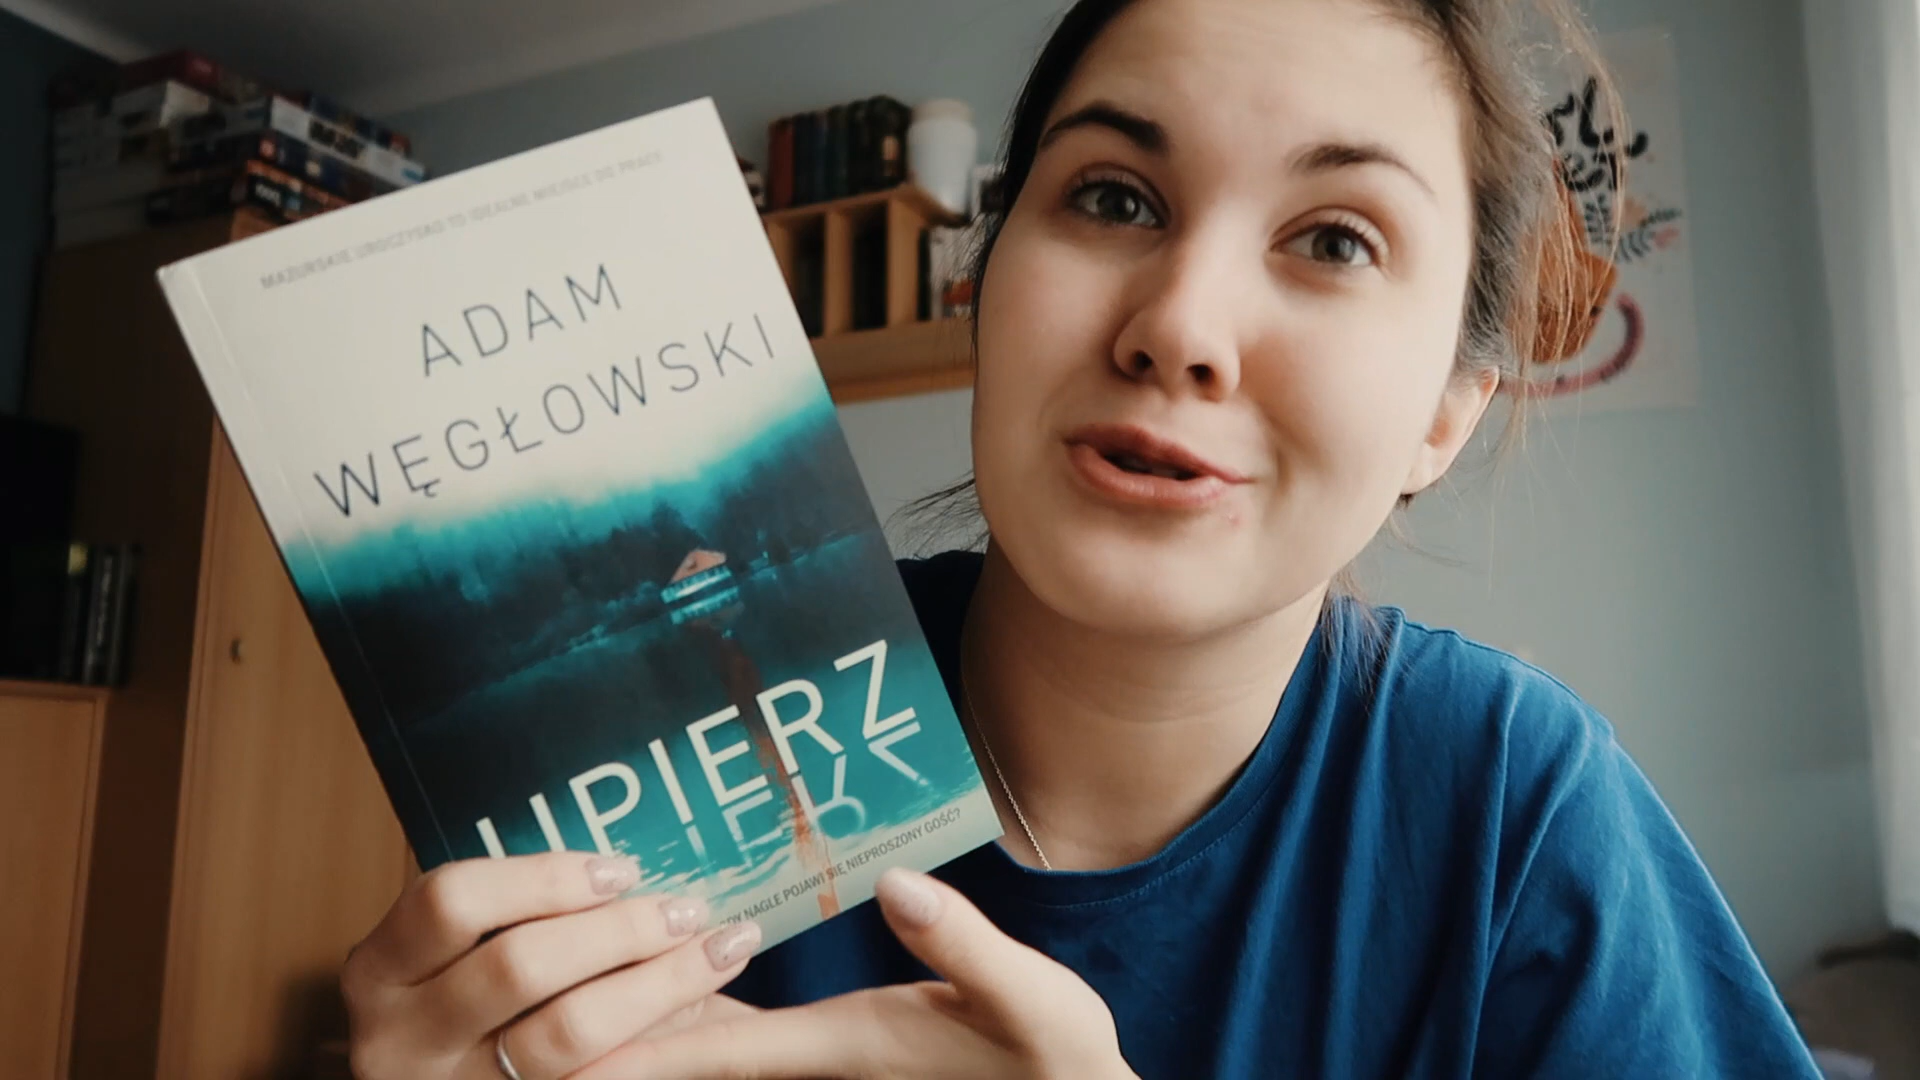 MAZURSKIE UROCZYSKO TO IDEALNE MIEJSCE DO PRACY
ADAM
WĘGŁOWSKI
UPIERZ
GDY NAGLE POJAWI SIĘ NIEPROSZONY GOŚĆ?